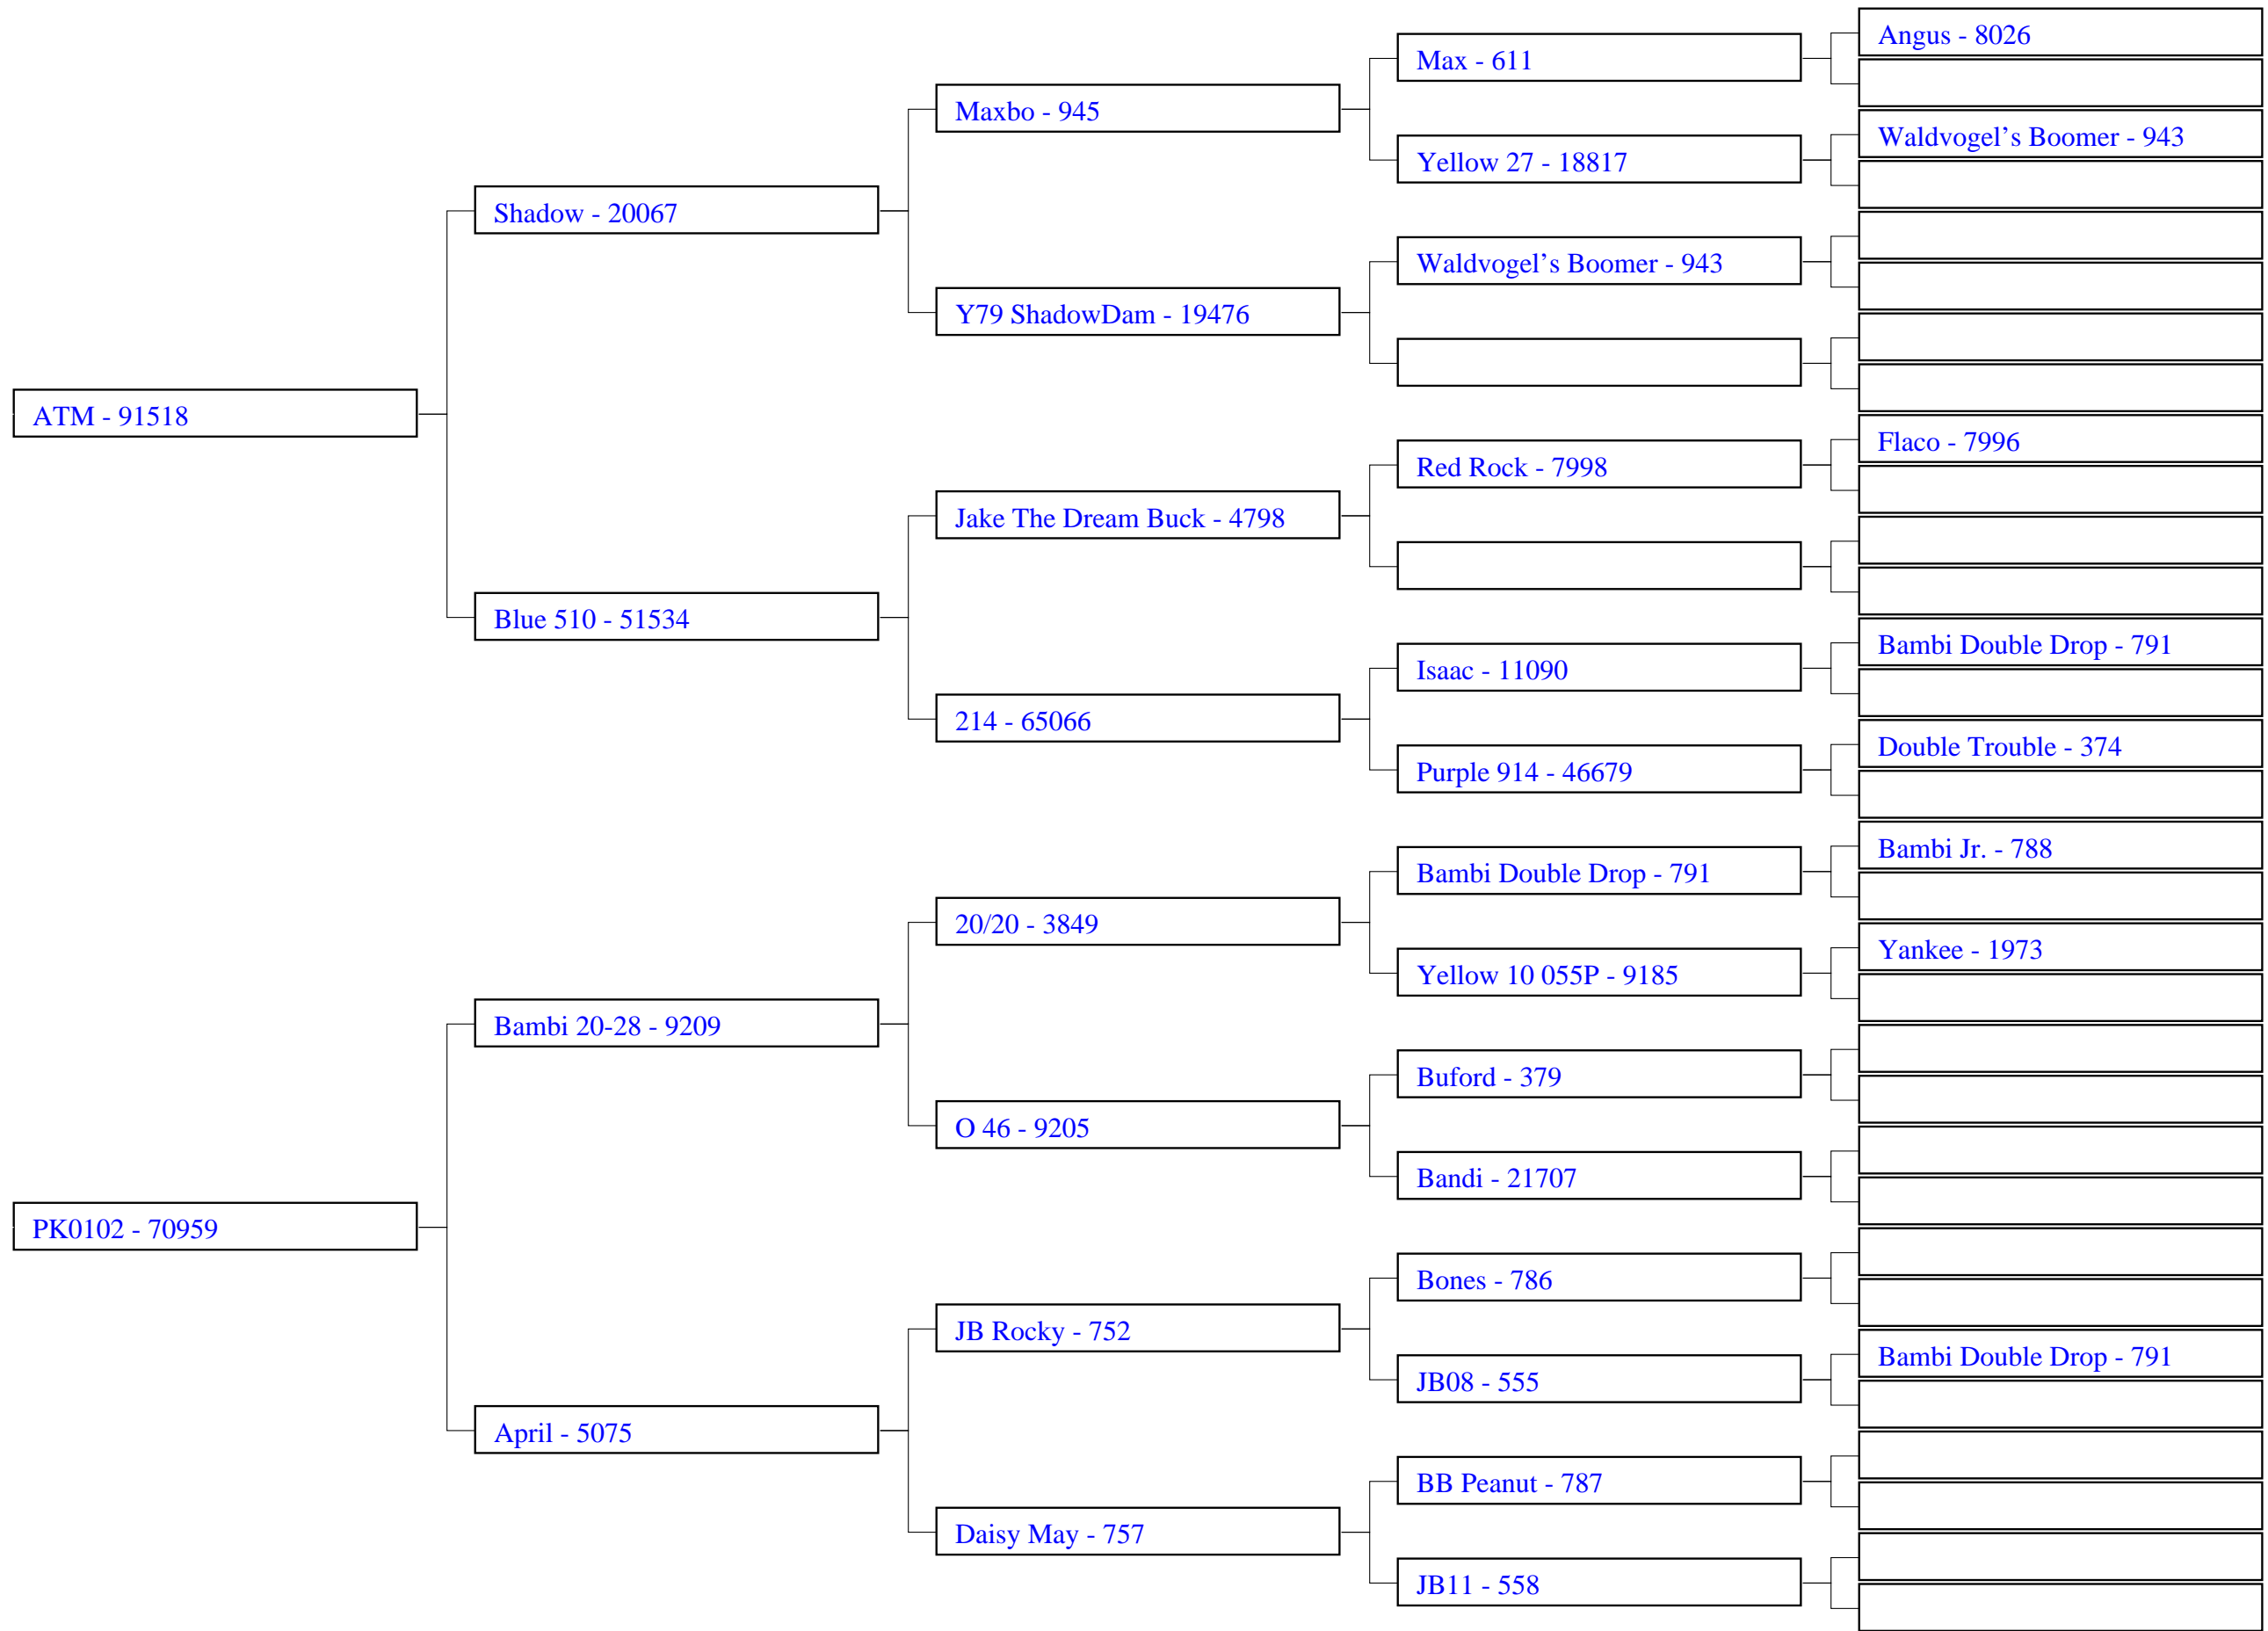 Angus - 8026
Max - 611
Maxbo - 945
Waldvogel’s Boomer - 943
Yellow 27 - 18817
Shadow - 20067
Waldvogel’s Boomer - 943
Y79 ShadowDam - 19476
ATM - 91518
Flaco - 7996
Red Rock - 7998
Jake The Dream Buck - 4798
Blue 510 - 51534
Bambi Double Drop - 791
Isaac - 11090
214 - 65066
Double Trouble - 374
Purple 914 - 46679
Bambi Jr. - 788
Bambi Double Drop - 791
20/20 - 3849
Yankee - 1973
Yellow 10 055P - 9185
Bambi 20-28 - 9209
Buford - 379
O 46 - 9205
Bandi - 21707
PK0102 - 70959
Bones - 786
JB Rocky - 752
Bambi Double Drop - 791
JB08 - 555
April - 5075
BB Peanut - 787
Daisy May - 757
JB11 - 558